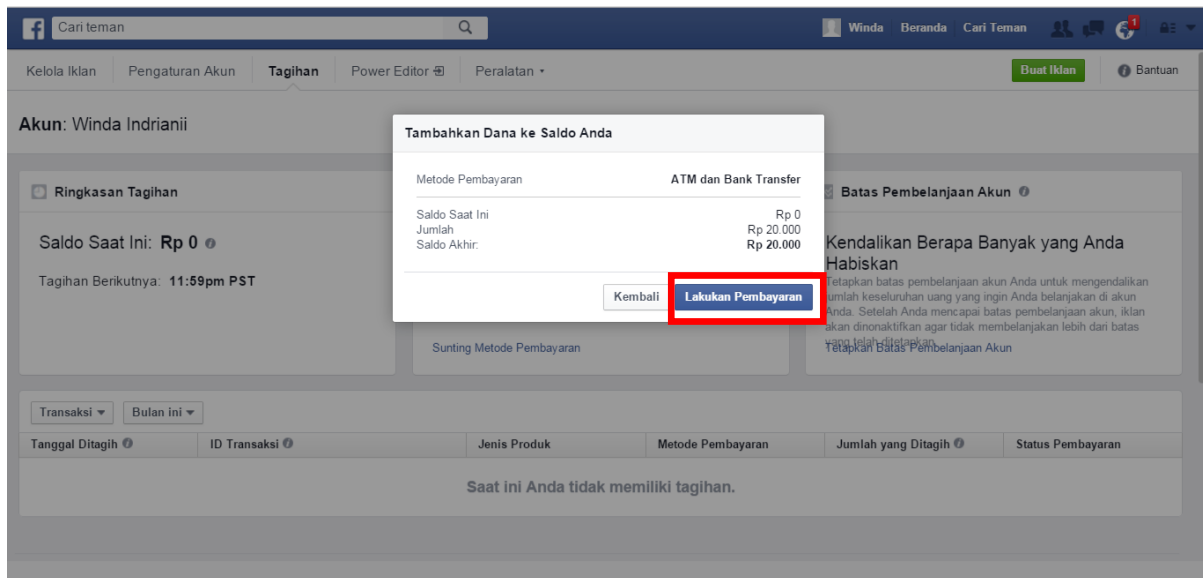 f Cari teman Winda Beranda Cari Teman 1
Kelola Iklan Pengaturan Akun Tagihan Power Editor Peralatan Buat Iklan Bantuan
Akun: Winda Indrianii
Tambahkan Dana ke Saldo Anda
Metode Pembayaran ATM dan Bank Transfer
Saldo Saat Ini Rp 0
Jumlah Rp 20.000
Saldo Akhir: Rp 20.000
Kembali Lakukan Pembayaran
Ringkasan Tagihan
Saldo Saat Ini: Rp 0
Tagihan Berikutnya: 11:59pm PST
Sunting Metode Pembayaran
Batas Pembelanjaan Akun
Kendalikan Berapa Banyak yang Anda
Habiskan
Tetapkan batas pembelanjaan akun Anda untuk mengendalikan
jumlah keseluruhan uang yang ingin Anda belanjakan di akun
Anda. Setelah Anda mencapai batas pembelanjaan akun, iklan
akan dinonaktifkan agar tidak membelanjakan lebih dari batas
yang telah ditetapkan.
Tetapkan Batas Pembelanjaan Akun
Transaksi Bulan ini
Tanggal Ditagih ID Transaksi Jenis Produk Metode Pembayaran Jumlah yang Ditagih Status Pembayaran
Saat ini Anda tidak memiliki tagihan.